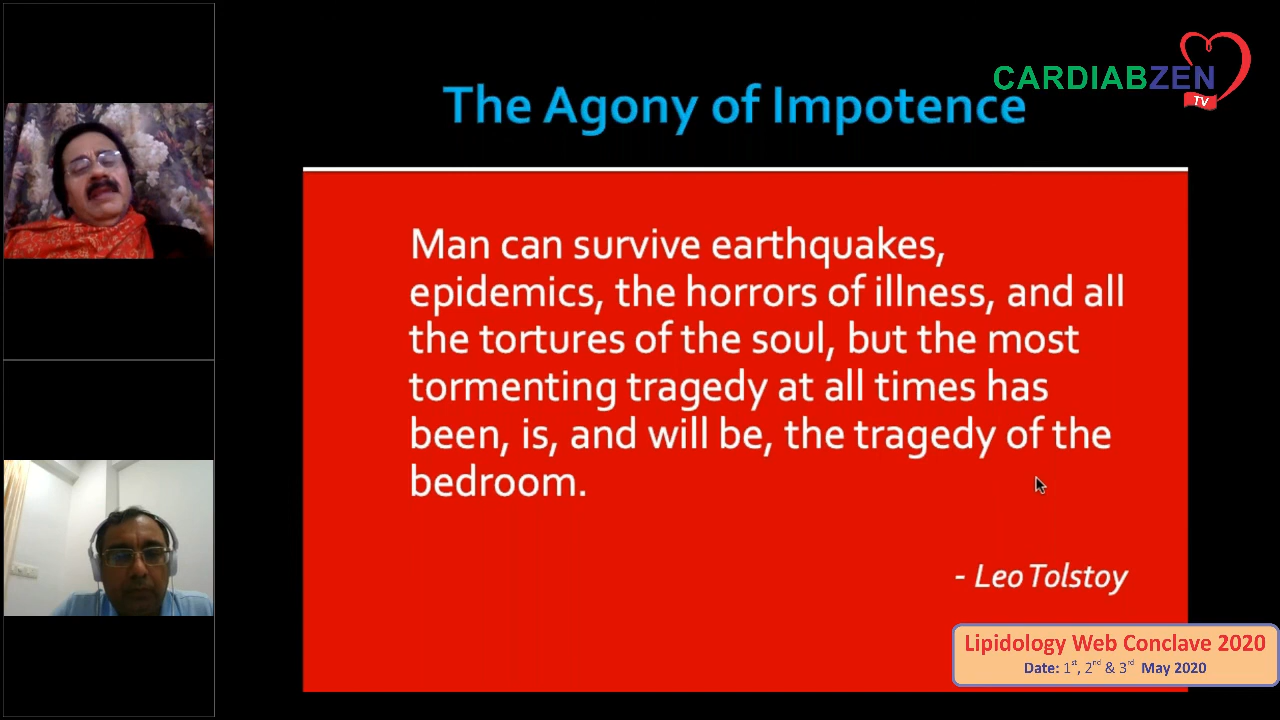 CARDIABZEN
TV
The Agony of Impotence
Man can survive earthquakes,
epidemics, the horrors of illness, and all
the tortures of the soul, but the most
tormenting tragedy at all times has
been, is, and will be, the tragedy of the
bedroom.
- Leo Tolstoy
Lipidology Web Conclave 2020
Date: 1st, 2nd & 3rd May 2020